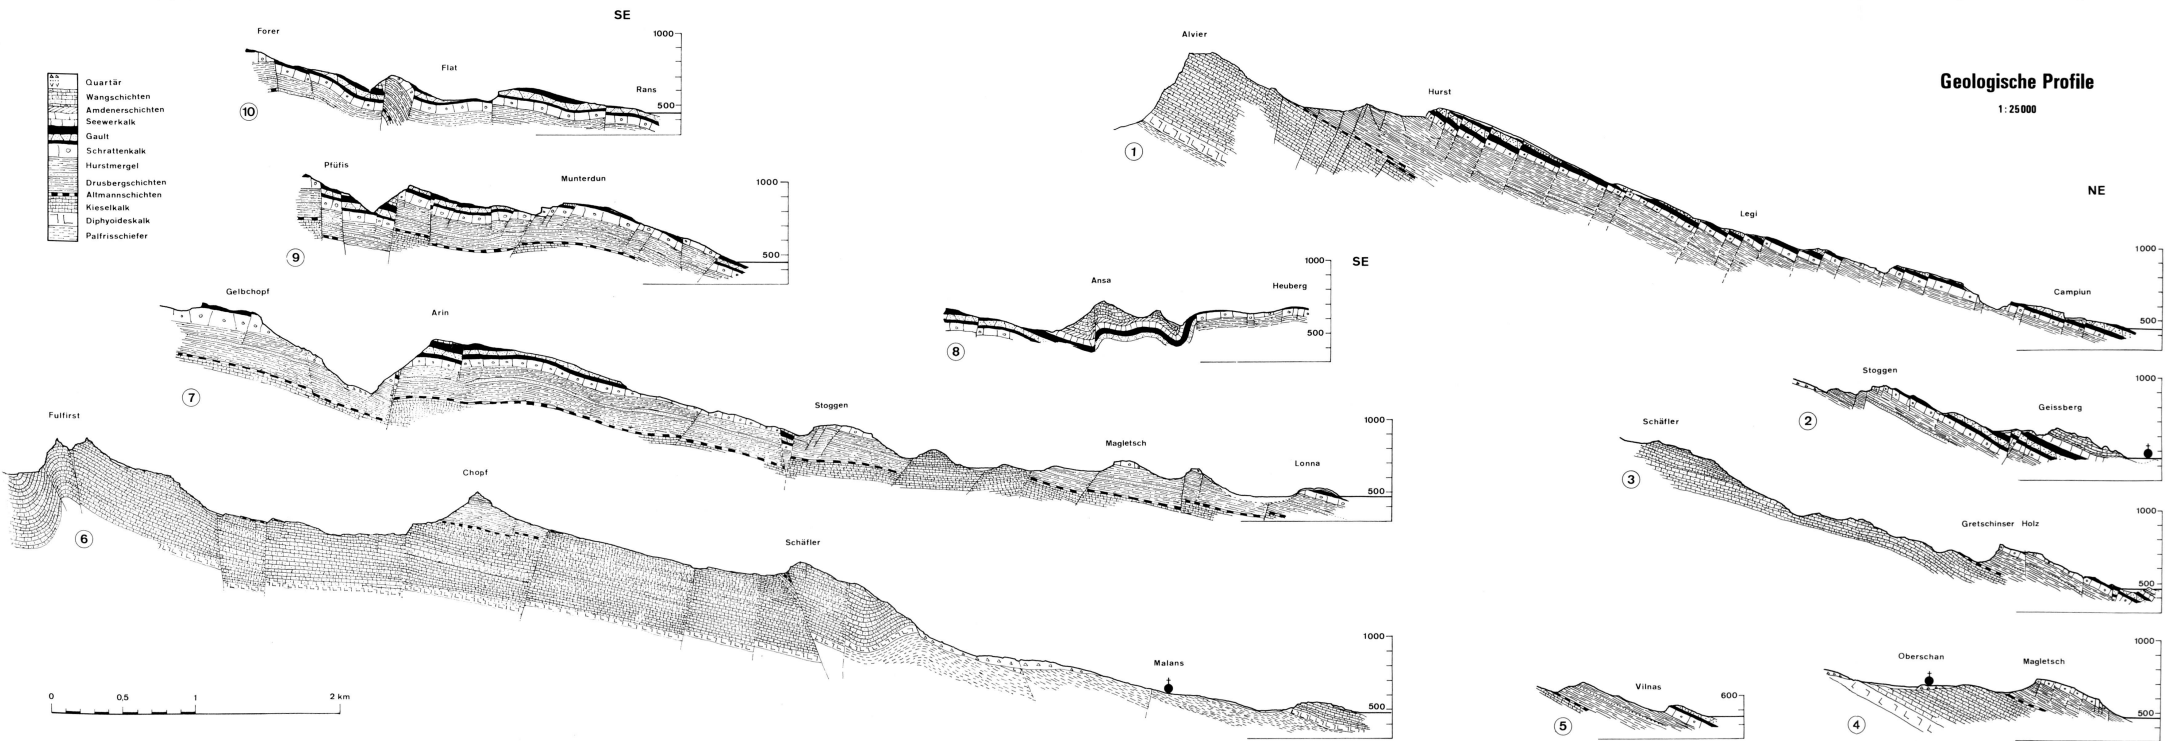 Geologische Profile
1:25000
Quartär
Wangschichten
Amdenerschichten
Seewerkalk
Gault
Schrattenkalk
Hurstmergel
Drusbergschichten
Altmannschichten
Kieselkalk
Diphyoideskalk
Palfrisschiefer
SE
Forer
Flat
Rans
1000
500
10
Pfüfis
Munterdun
1000
500
9
Gelbchopf
Arin
Stoggen
Magletsch
Lonna
1000
500
7
Fulfirst
Chopf
Schäfler
Malans
1000
500
6
0 0,5 1 2 km
Alvier
Hurst
Legi
Campiun
NE
1000
500
1
SE
Ansa
Heuberg
1000
500
8
Stoggen
Geissberg
1000
500
2
Schäfler
Gretschinser Holz
1000
500
3
Oberschan
Magletsch
1000
500
4
Vilnas
600
5